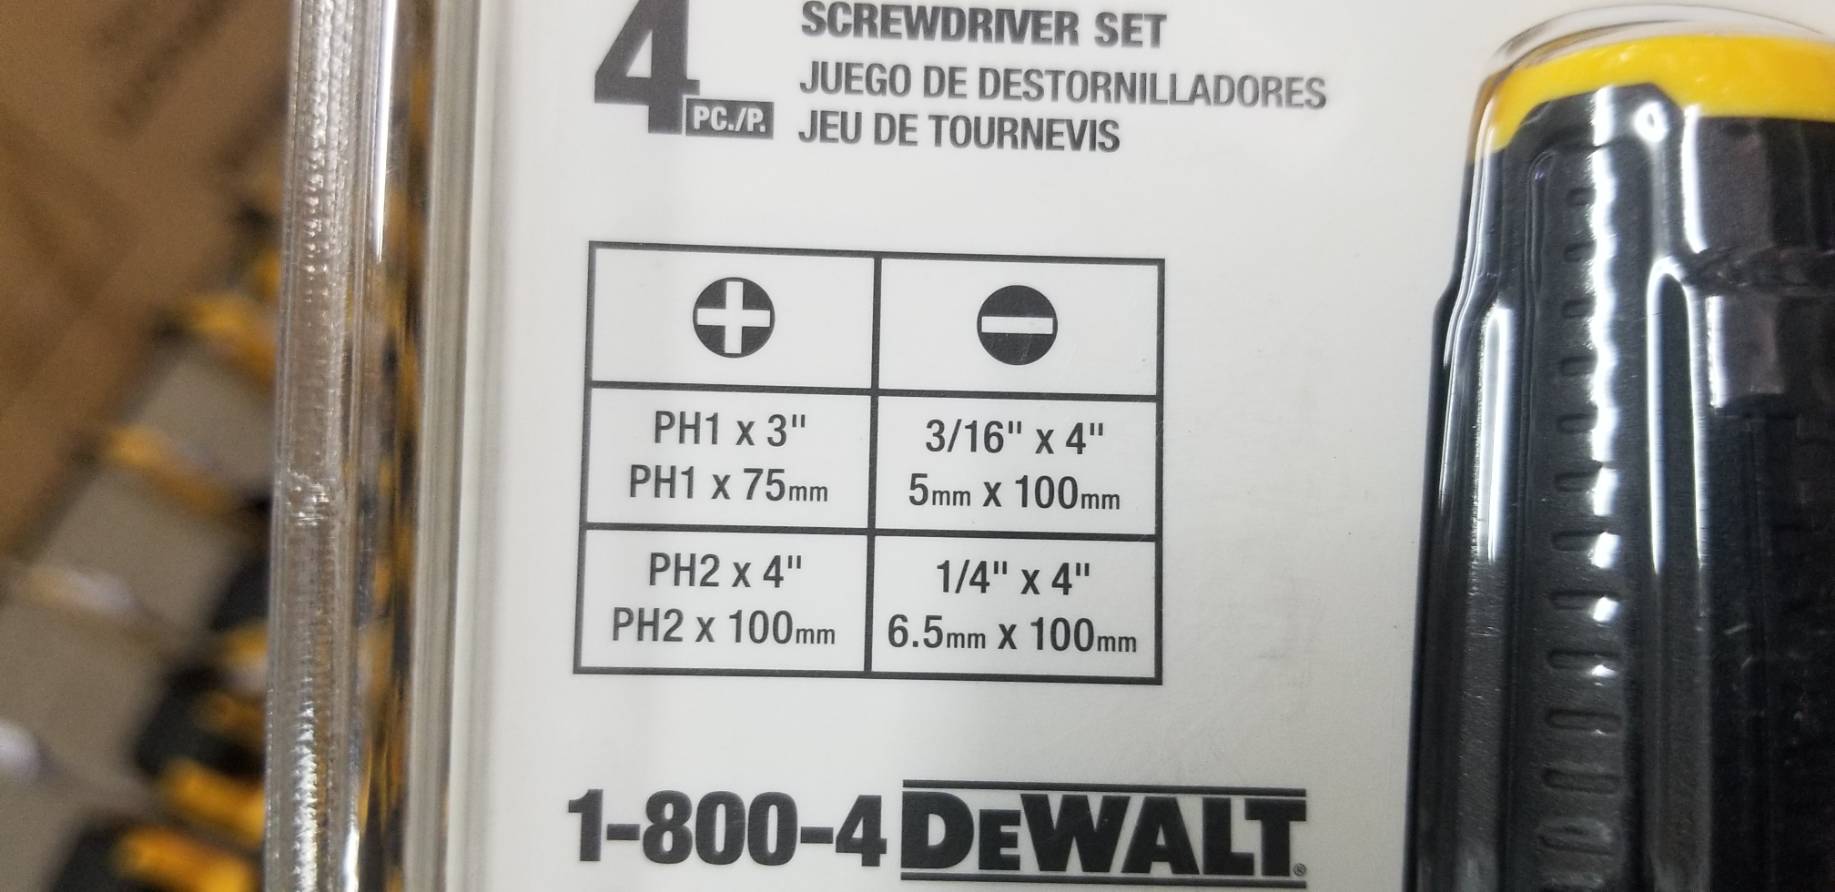 4 PC./P.
SCREWDRIVER SET
JUEGO DE DESTORNILLADORES
JEU DE TOURNEVIS
PH1 x 3"
PH1 x 75mm
3/16" x 4"
5mm x 100mm
PH2 x 4"
PH2 x 100mm
1/4" x 4"
6.5mm x 100mm
1-800-4 DEWALT®